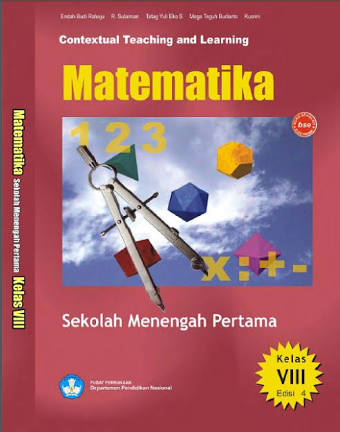 Endah Budi Rahaju R. Sulaiman Tatag Yuli Eko S Mega Teguh Budiarto Kusrini
Contextual Teaching and Learning
Matematika
1 2 3
bse
x : + -
Sekolah Menengah Pertama
Kelas
VIII
Edisi 4
PUSAT PERBUKUAN
Departemen Pendidikan Nasional
Matematika Sekolah Menengah Pertama Kelas VIII